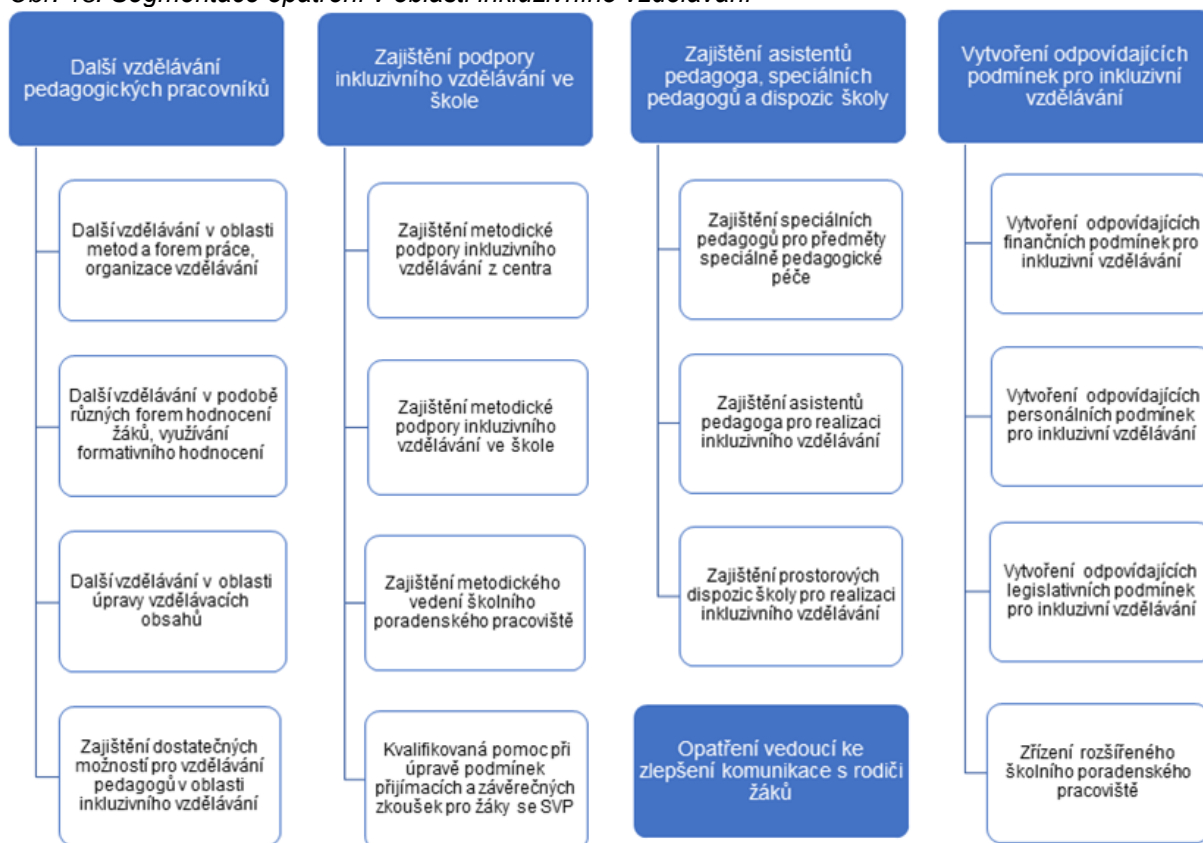 Obr. 18: Segmentace opatření v oblasti inkluzivního vzdělávání
Další vzdělávání
pedagogických pracovníků
Další vzdělávání v oblasti
metod a forem práce,
organizace vzdělávání
Další vzdělávání v podobě
různých forem hodnocení
žáků, využívání
formativního hodnocení
Další vzdělávání v oblasti
úpravy vzdělávacích
obsahů
Zajištění dostatečných
možností pro vzdělávání
pedagogů v oblasti
inkluzivního vzdělávání
Zajištění podpory
inkluzivního vzdělávání ve
škole
Zajištění metodické
podpory inkluzivního
vzdělávání z centra
Zajištění metodické
podpory inkluzivního
vzdělávání ve škole
Zajištění metodického
vedení školního
poradenského pracoviště
Kvalifikovaná pomoc při
úpravě podmínek
přijímacích a závěrečných
zkoušek pro žáky se SVP
Zajištění asistentů
pedagoga, speciálních
pedagogů a dispozic školy
Zajištění speciálních
pedagogů pro předměty
speciálně pedagogické
péče
Zajištění asistentů
pedagoga pro realizaci
inkluzivního vzdělávání
Zajištění prostorových
dispozic školy pro realizaci
inkluzivního vzdělávání
Opatření vedoucí ke
zlepšení komunikace s rodiči
žáků
Vytvoření odpovídajících
podmínek pro inkluzivní
vzdělávání
Vytvoření odpovídajících
finančních podmínek pro
inkluzivní vzdělávání
Vytvoření odpovídajících
personálních podmínek
pro inkluzivní vzdělávání
Vytvoření odpovídajících
legislativních podmínek
pro inkluzivní vzdělávání
Zřízení rozšířeného
školního poradenského
pracoviště